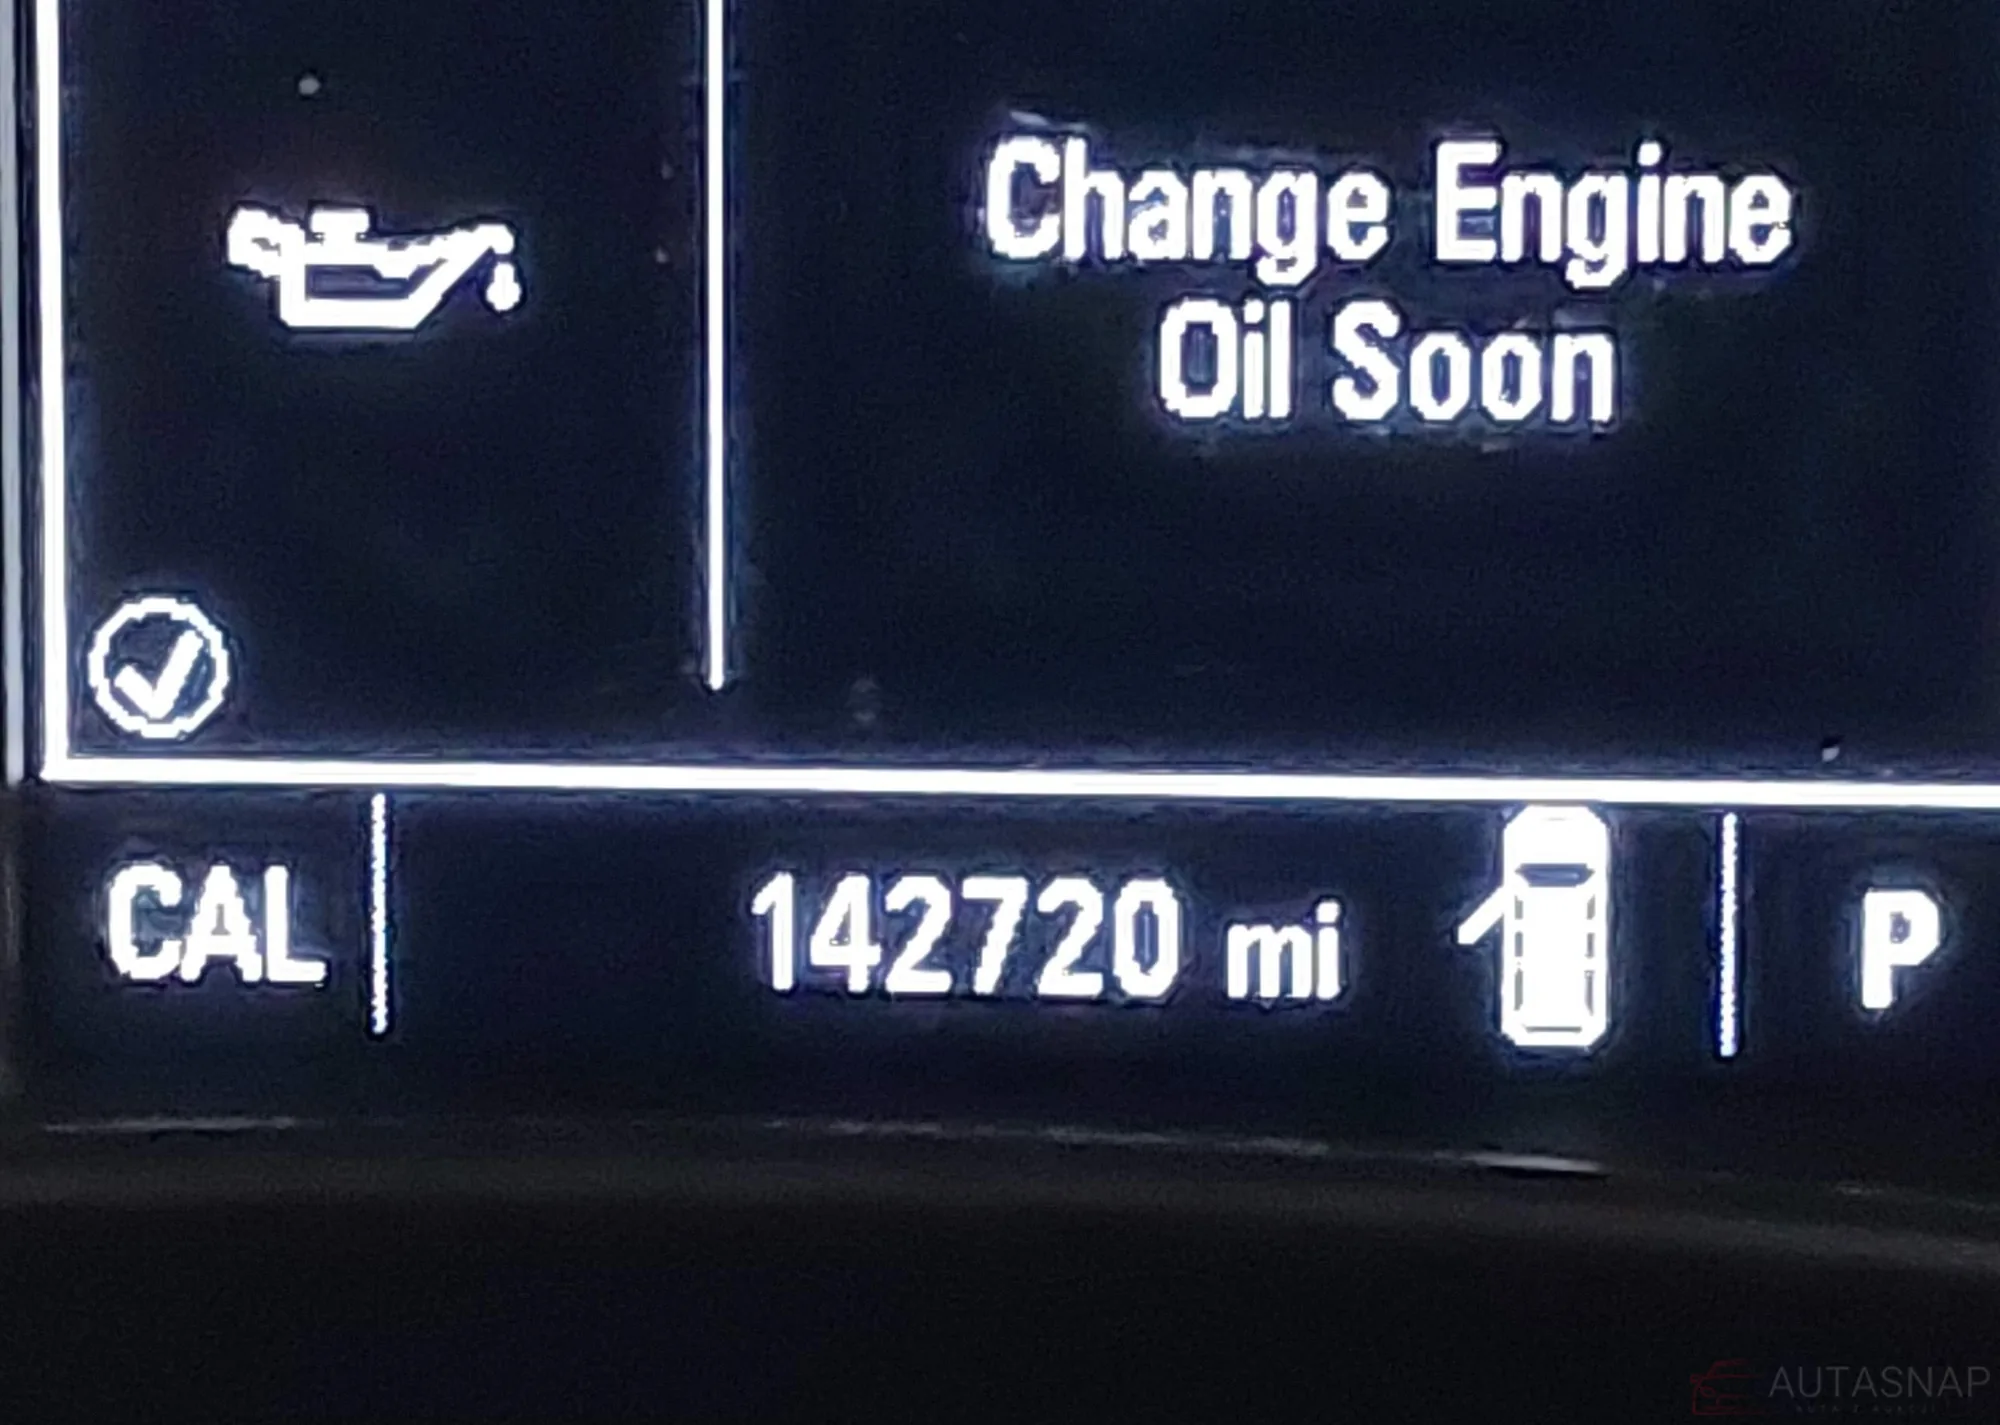 Change Engine
Oil Soon
CAL
142720 mi
P
AUTASNAP